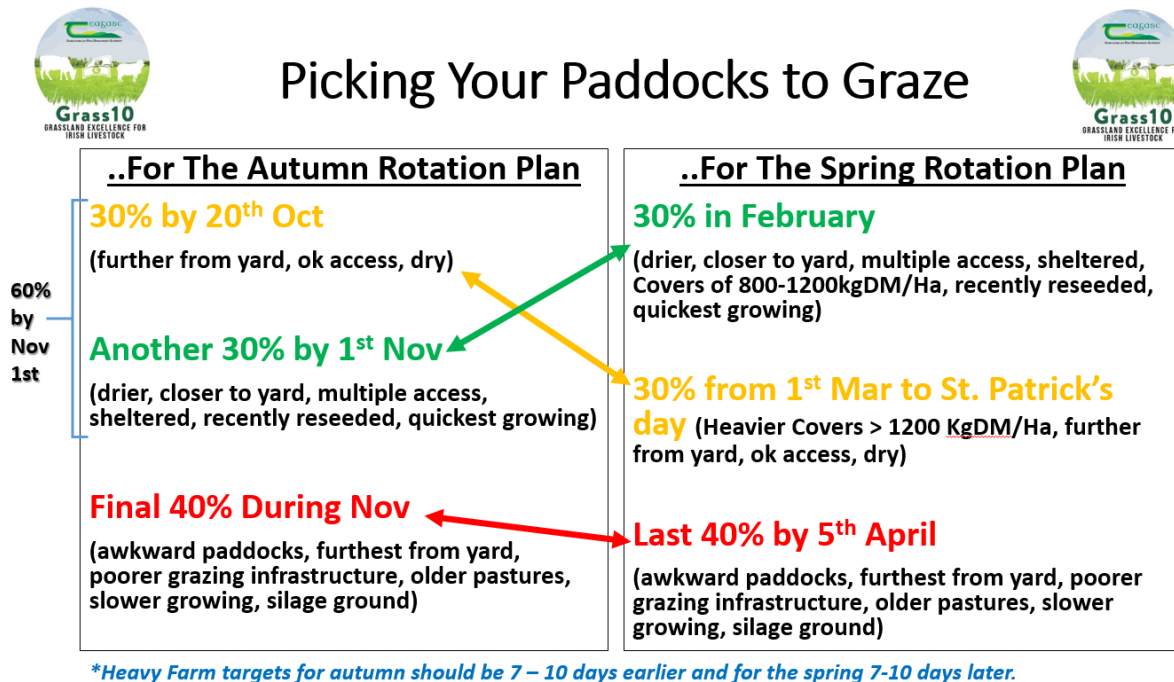 teagasc
Grass10
GRASSLAND EXCELLENCE FOR
IRISH LIVESTOCK
Picking Your Paddocks to Graze
teagasc
Grass10
GRASSLAND EXCELLENCE F
IRISH LIVESTOCK
60%
by
Nov
1st
..For The Autumn Rotation Plan
30% by 20th Oct
(further from yard, ok access, dry)
Another 30% by 1st Nov
(drier, closer to yard, multiple access,
sheltered, recently reseeded, quickest growing)
Final 40% During Nov
(awkward paddocks, furthest from yard,
poorer grazing infrastructure, older pastures,
slower growing, silage ground)
..For The Spring Rotation Plan
30% in February
(drier, closer to yard, multiple access, sheltered,
Covers of 800-1200kgDM/Ha, recently reseeded,
quickest growing)
30% from 1st Mar to St. Patrick’s
day (Heavier Covers > 1200 KgDM/Ha, further
from yard, ok access, dry)
Last 40% by 5th April
(awkward paddocks, furthest from yard, poorer
grazing infrastructure, older pastures, slower
growing, silage ground)
*Heavy Farm targets for autumn should be 7 – 10 days earlier and for the spring 7-10 days later.